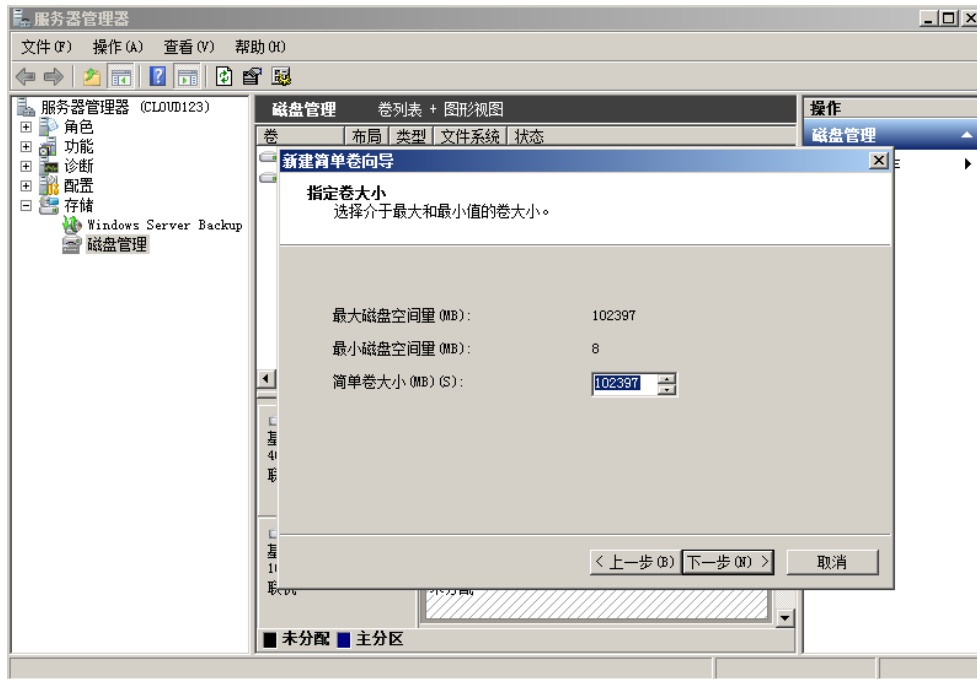 服务器管理器
文件(F) 操作(A) 查看(V) 帮助(H)
服务器管理器 (CLOUD123)
角色
功能
诊断
配置
存储
Windows Server Backup
磁盘管理
磁盘管理 卷列表 + 图形视图
卷 布局 类型 文件系统 状态
操作
磁盘管理
新建简单卷向导
指定卷大小
选择介于最大和最小值的卷大小。
最大磁盘空间量(MB): 102397
最小磁盘空间量(MB): 8
简单卷大小(MB)(S): 102397
< 上一步(B) 下一步(N) > 取消
未分配 主分区